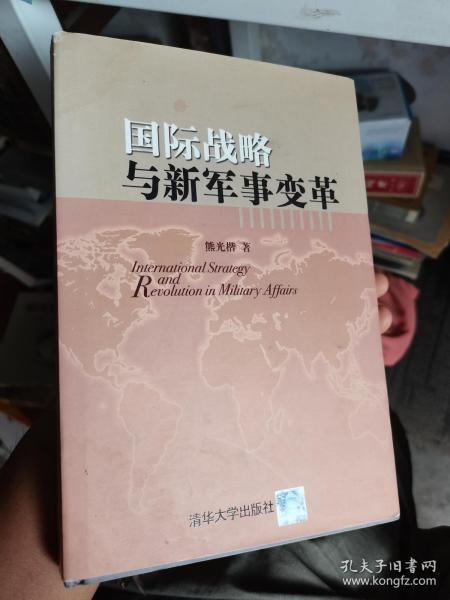 国际战略
与新军事变革
熊光楷 著
International Strategy
and
Revolution in Military Affairs
清华大学出版社
孔夫子旧书网
www.kongfz.com